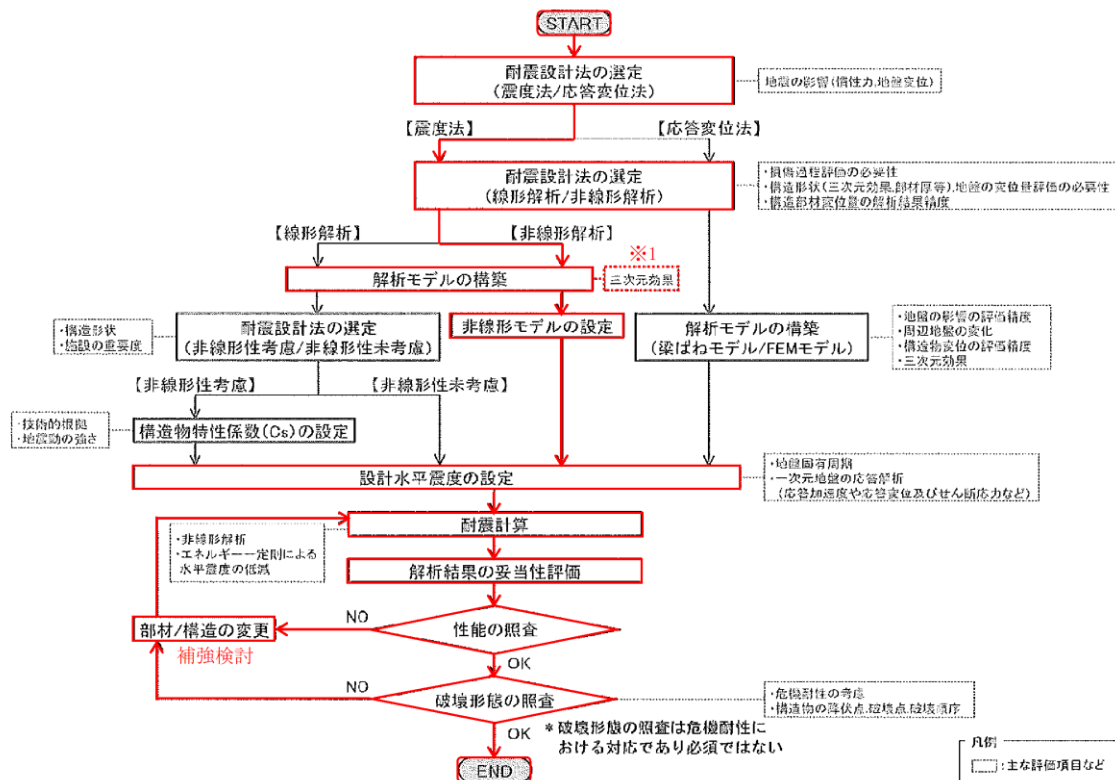 START
耐震設計法の選定
(震度法/応答変位法)
地震の影響(慣性力,地盤変位)
【震度法】
【応答変位法】
耐震設計法の選定
(線形解析/非線形解析)
・損傷過程評価の必要性
・構造形状(三次元効果,部材厚等),地盤の変位量評価の必要性
・構造部材変位量の解析結果精度
【線形解析】
【非線形解析】
※1
解析モデルの構築
三次元効果
・構造形状
・施設の重要度
耐震設計法の選定
(非線形性考慮/非線形性未考慮)
非線形モデルの設定
解析モデルの構築
(梁ばねモデル/FEMモデル)
・地盤の影響の評価精度
・周辺地盤の変化
・構造物変位の評価精度
・三次元効果
【非線形性考慮】
【非線形性未考慮】
・技術的根拠
・地震動の強さ
構造物特性係数(Cs)の設定
設計水平震度の設定
・地盤固有周期
・一次元地盤の応答解析
(応答加速度や応答変位及びせん断応力など)
耐震計算
・非線形解析
・エネルギー一定則による
水平震度の低減
解析結果の妥当性評価
NO
性能の照査
部材/構造の変更
補強検討
OK
NO
破壊形態の照査
・危機耐性の考慮
・構造物の降伏点,破壊点,破壊順序
OK
*破壊形態の照査は危機耐性に
おける対応であり必須ではない
END
凡例
:主な評価項目など